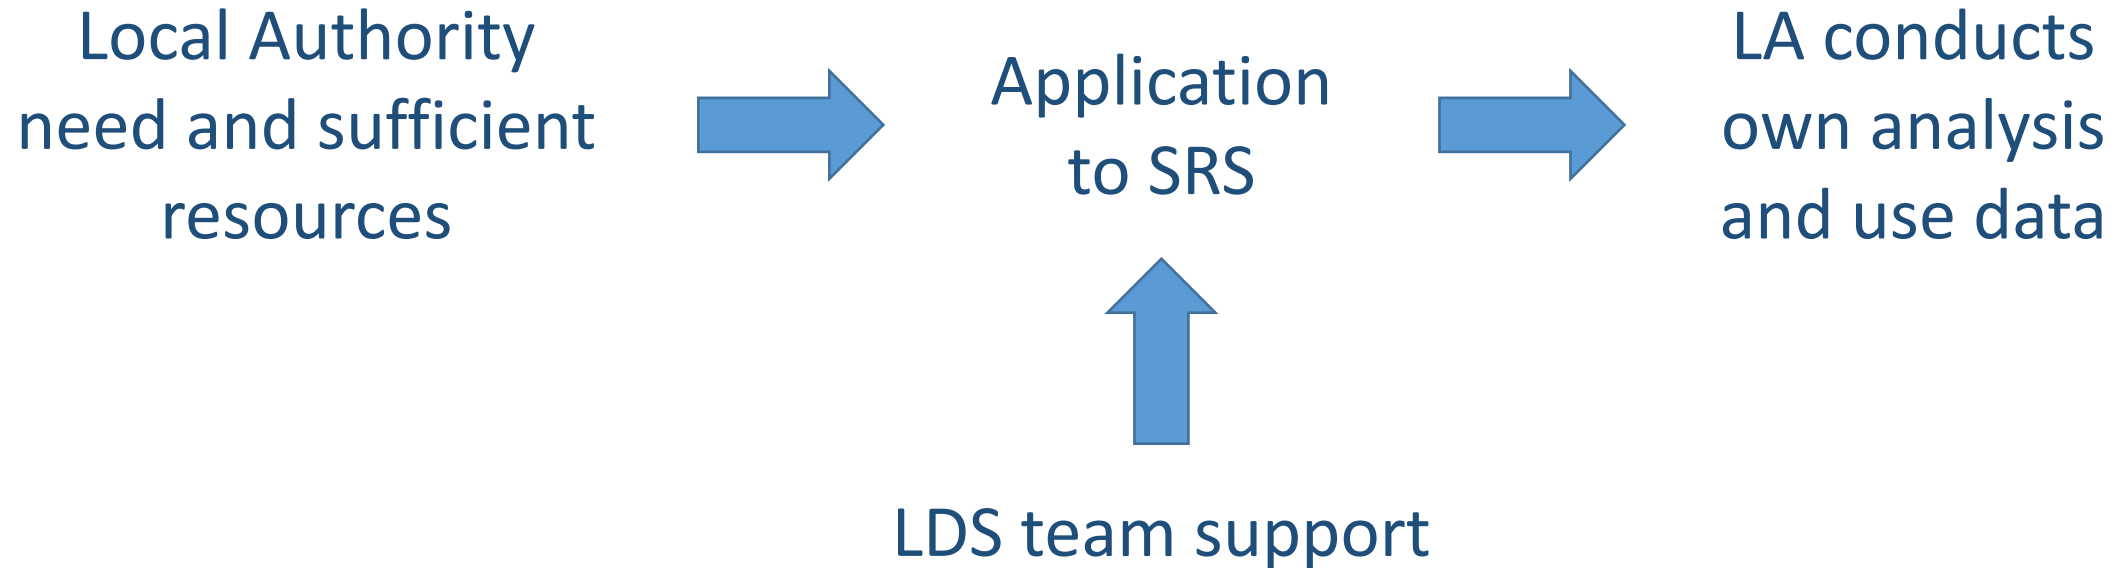 Local Authority
need and sufficient
resources
Application
to SRS
LA conducts
own analysis
and use data
LDS team support